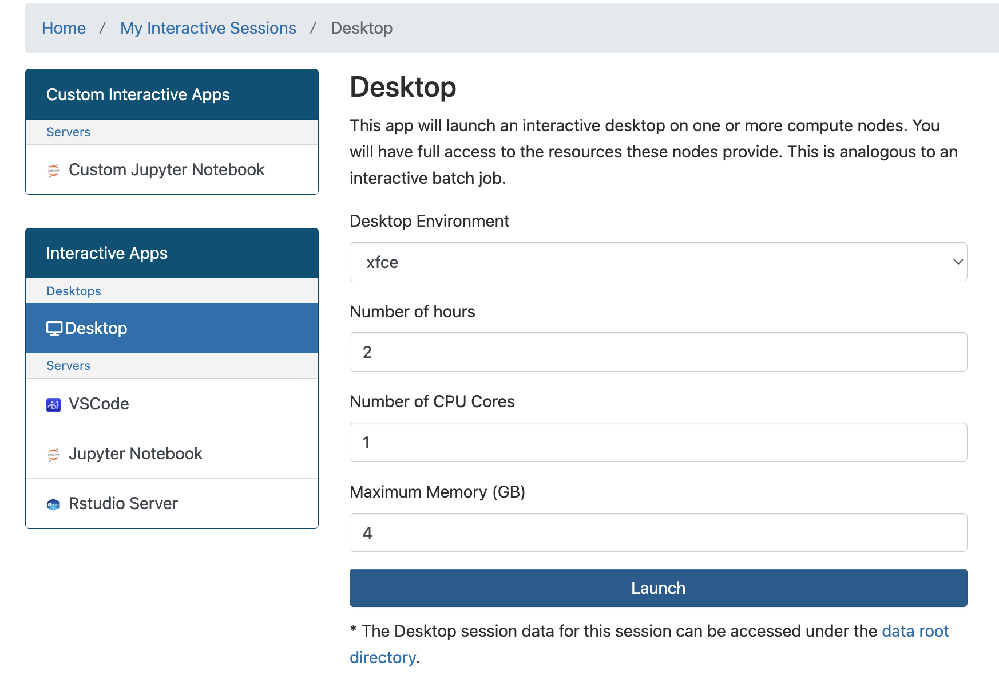 Home / My Interactive Sessions / Desktop
Custom Interactive Apps
Servers
Custom Jupyter Notebook
Interactive Apps
Desktops
Desktop
Servers
VSCode
Jupyter Notebook
Rstudio Server
Desktop
This app will launch an interactive desktop on one or more compute nodes. You
will have full access to the resources these nodes provide. This is analogous to an
interactive batch job.
Desktop Environment
xfce
Number of hours
2
Number of CPU Cores
1
Maximum Memory (GB)
4
Launch
* The Desktop session data for this session can be accessed under the data root
directory.